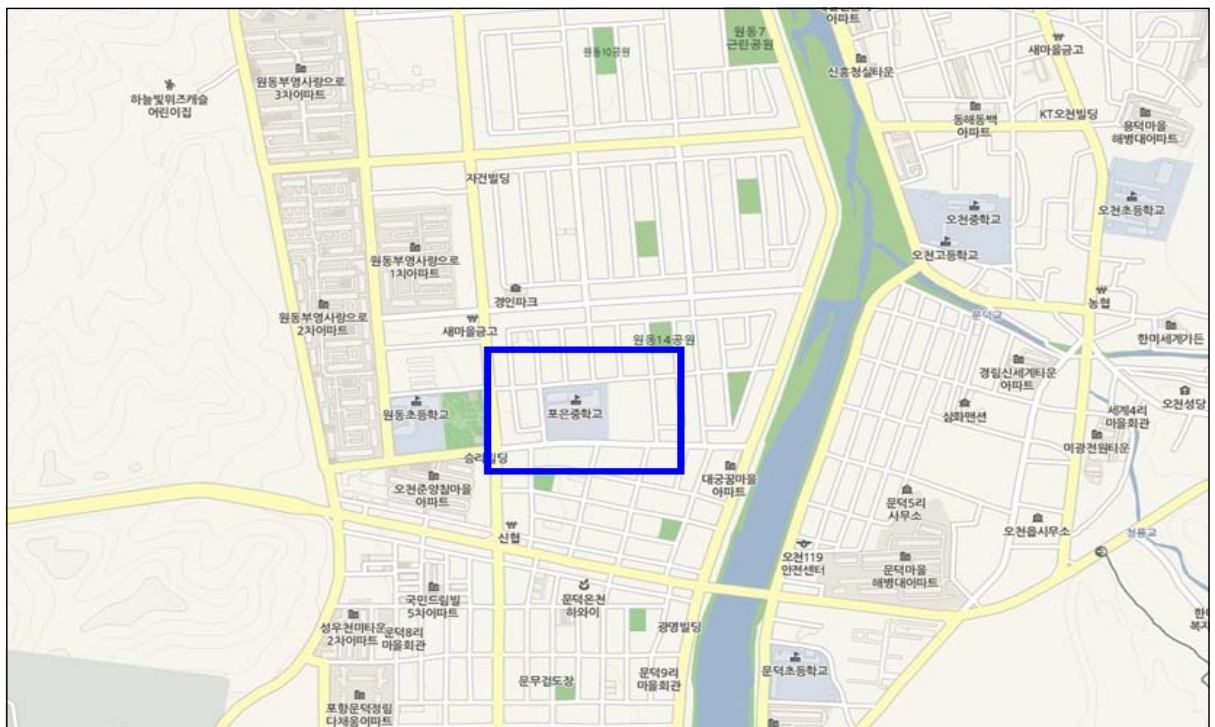 아파트
원동7
근린공원
원동10공원
새마을금고
신흥청실타운
원동부영사랑으로
3차아파트
하늘빛위즈캐슬
어린이집
동해동백
아파트
KT오천빌딩
용덕마을
해병대아파트
자건빌딩
오천중학교
오천초등학교
오천고등학교
원동부영사랑으로
1차아파트
경인파크
농협
원동부영사랑으로
2차아파트
새마을금고
문덕교
원동14공원
한미세계가든
경림신세계타운
아파트
오천성당
원동초등학교
포은중학교
삼화맨션
세계4리
마을회관
미광전원타운
승리빌딩
대궁꿈마을
아파트
오천준양참마을
아파트
문덕5리
사무소
오천읍사무소
청룡교
신협
오천119
안전센터
문덕마을
해병대아파트
국민드림빌
5차아파트
문덕온천
하와이
성우천미타운
2차아파트
문덕8리
마을회관
광명빌딩
문덕초등학교
문무검도장
문덕9리
마을회관
포항문덕정림
다채움아파트